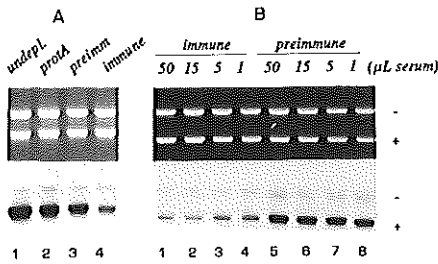 A B
undepl. protA preimm immune
immune preimmune
50 15 5 1 50 15 5 1 (µL serum)
-
+
-
+
1 2 3 4 1 2 3 4 5 6 7 8